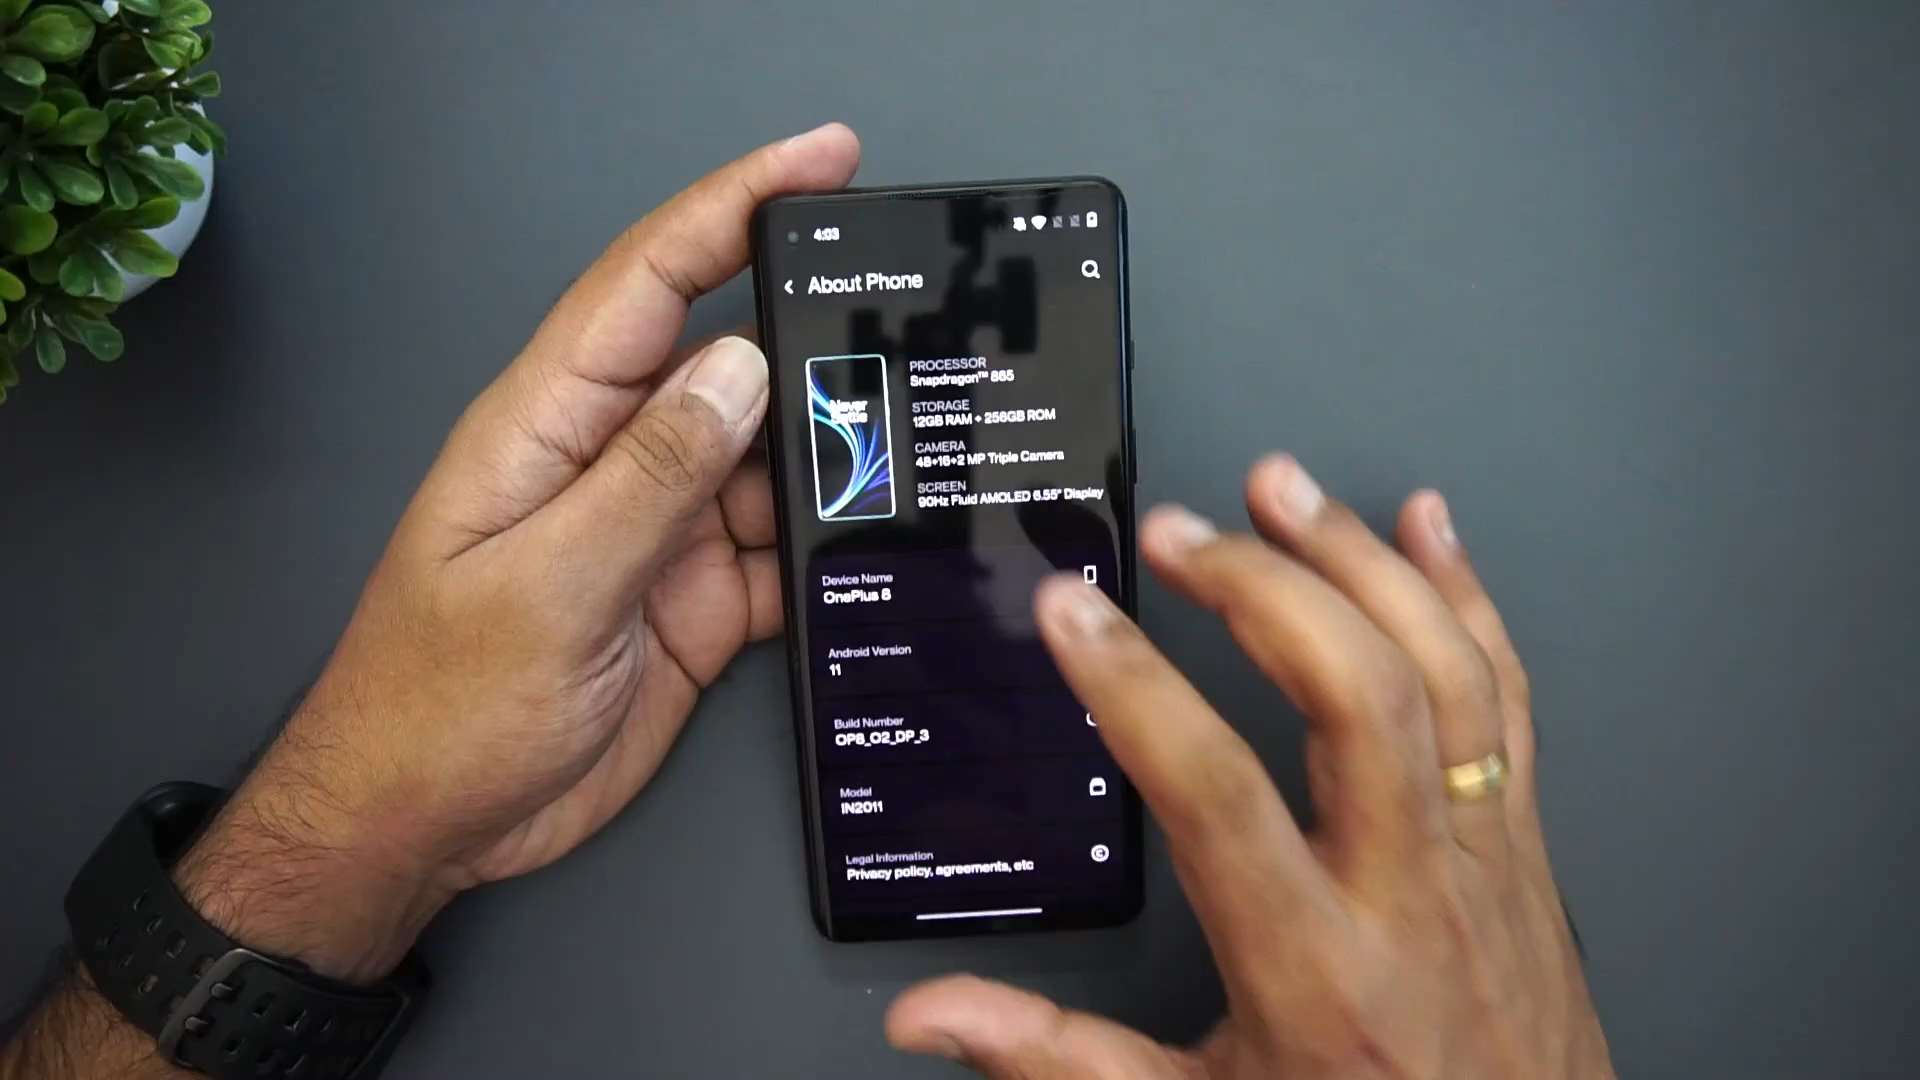 4:03
About Phone
Never
Settle
PROCESSOR
Snapdragon™ 865
STORAGE
12GB RAM + 256GB ROM
CAMERA
48+16+2 MP Triple Camera
SCREEN
90Hz Fluid AMOLED 6.55" Display
Device Name
OnePlus 8
Android Version
11
Build Number
OP8_O2_DP_3
Model
IN2011
Legal Information
Privacy policy, agreements, etc